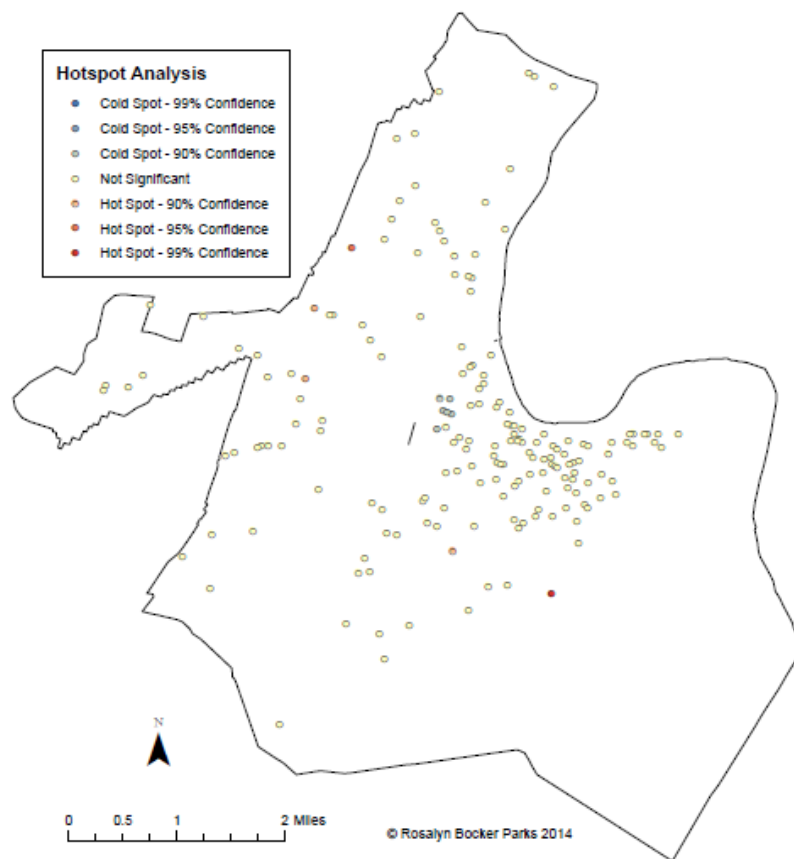 Hotspot Analysis
Cold Spot - 99% Confidence
Cold Spot - 95% Confidence
Cold Spot - 90% Confidence
Not Significant
Hot Spot - 90% Confidence
Hot Spot - 95% Confidence
Hot Spot - 99% Confidence
N
0 0.5 1 2 Miles
© Rosalyn Bocker Parks 2014